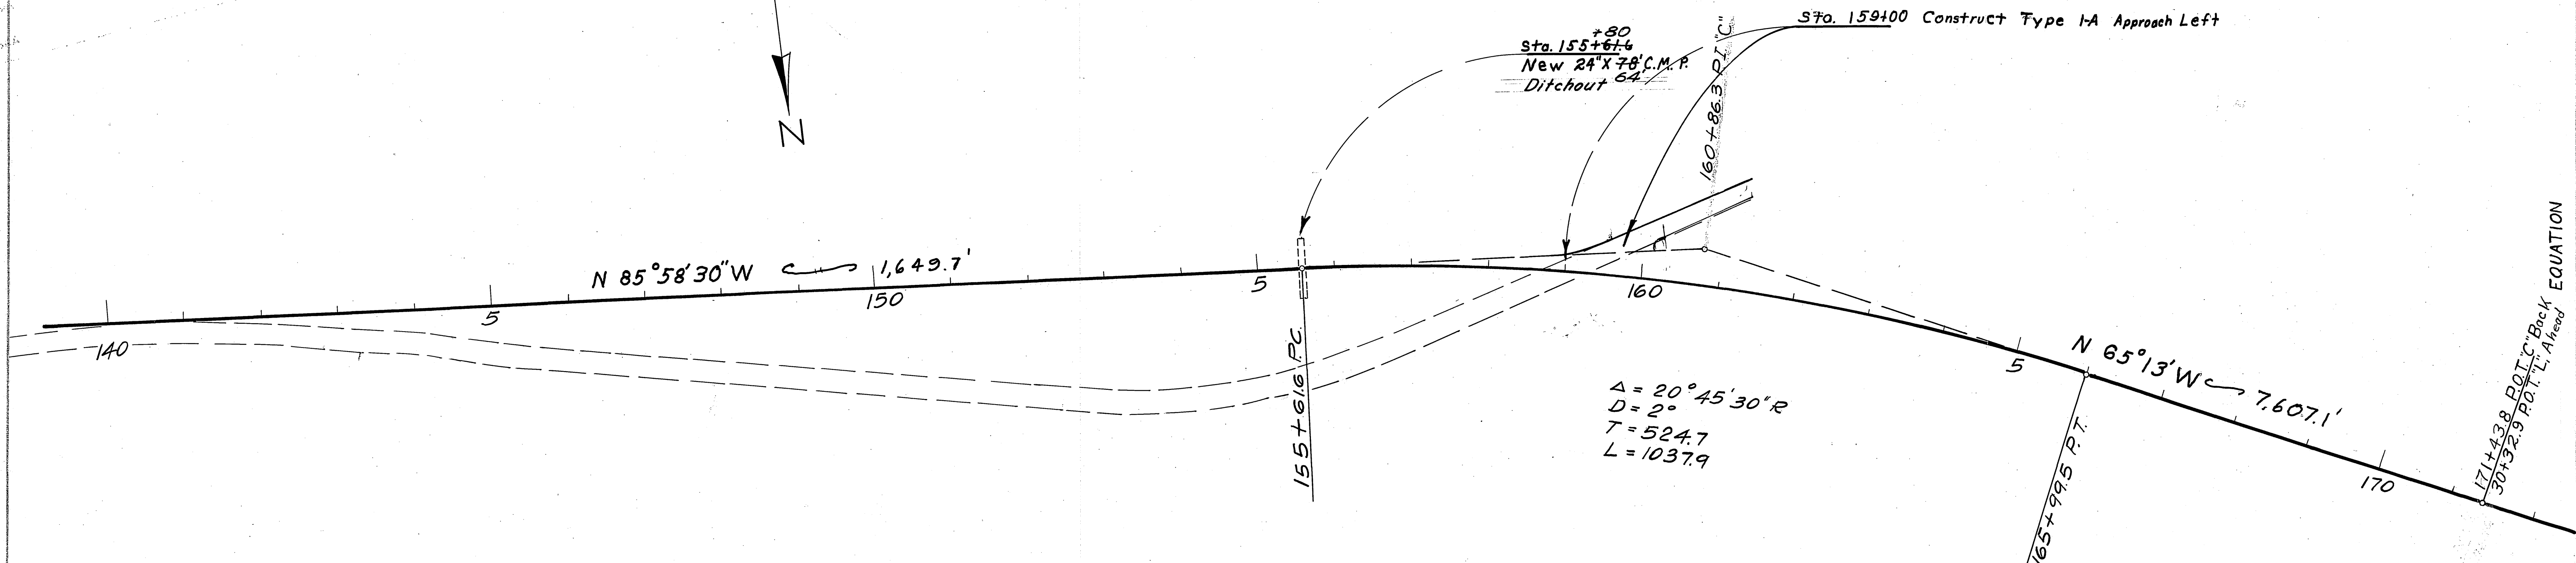 Sta. 159+00 Construct Type 1-A Approach Left
+80
Sta. 155+61.6
New 24"X 78' C.M.P.
64'
Ditchout
160+86.3 P.I. "C"
N
N 85°58'30"W 1,649.7'
140
5
150
5
160
5
170
155+61.6 P.C.
Δ = 20°45'30"R
D = 2°
T = 524.7
L = 1037.9
N 65°13'W 7,607.1'
165+99.5 P.T.
171+43.8 P.O.T. "C" Back
30+32.9 P.O.T. "L", Ahead
EQUATION